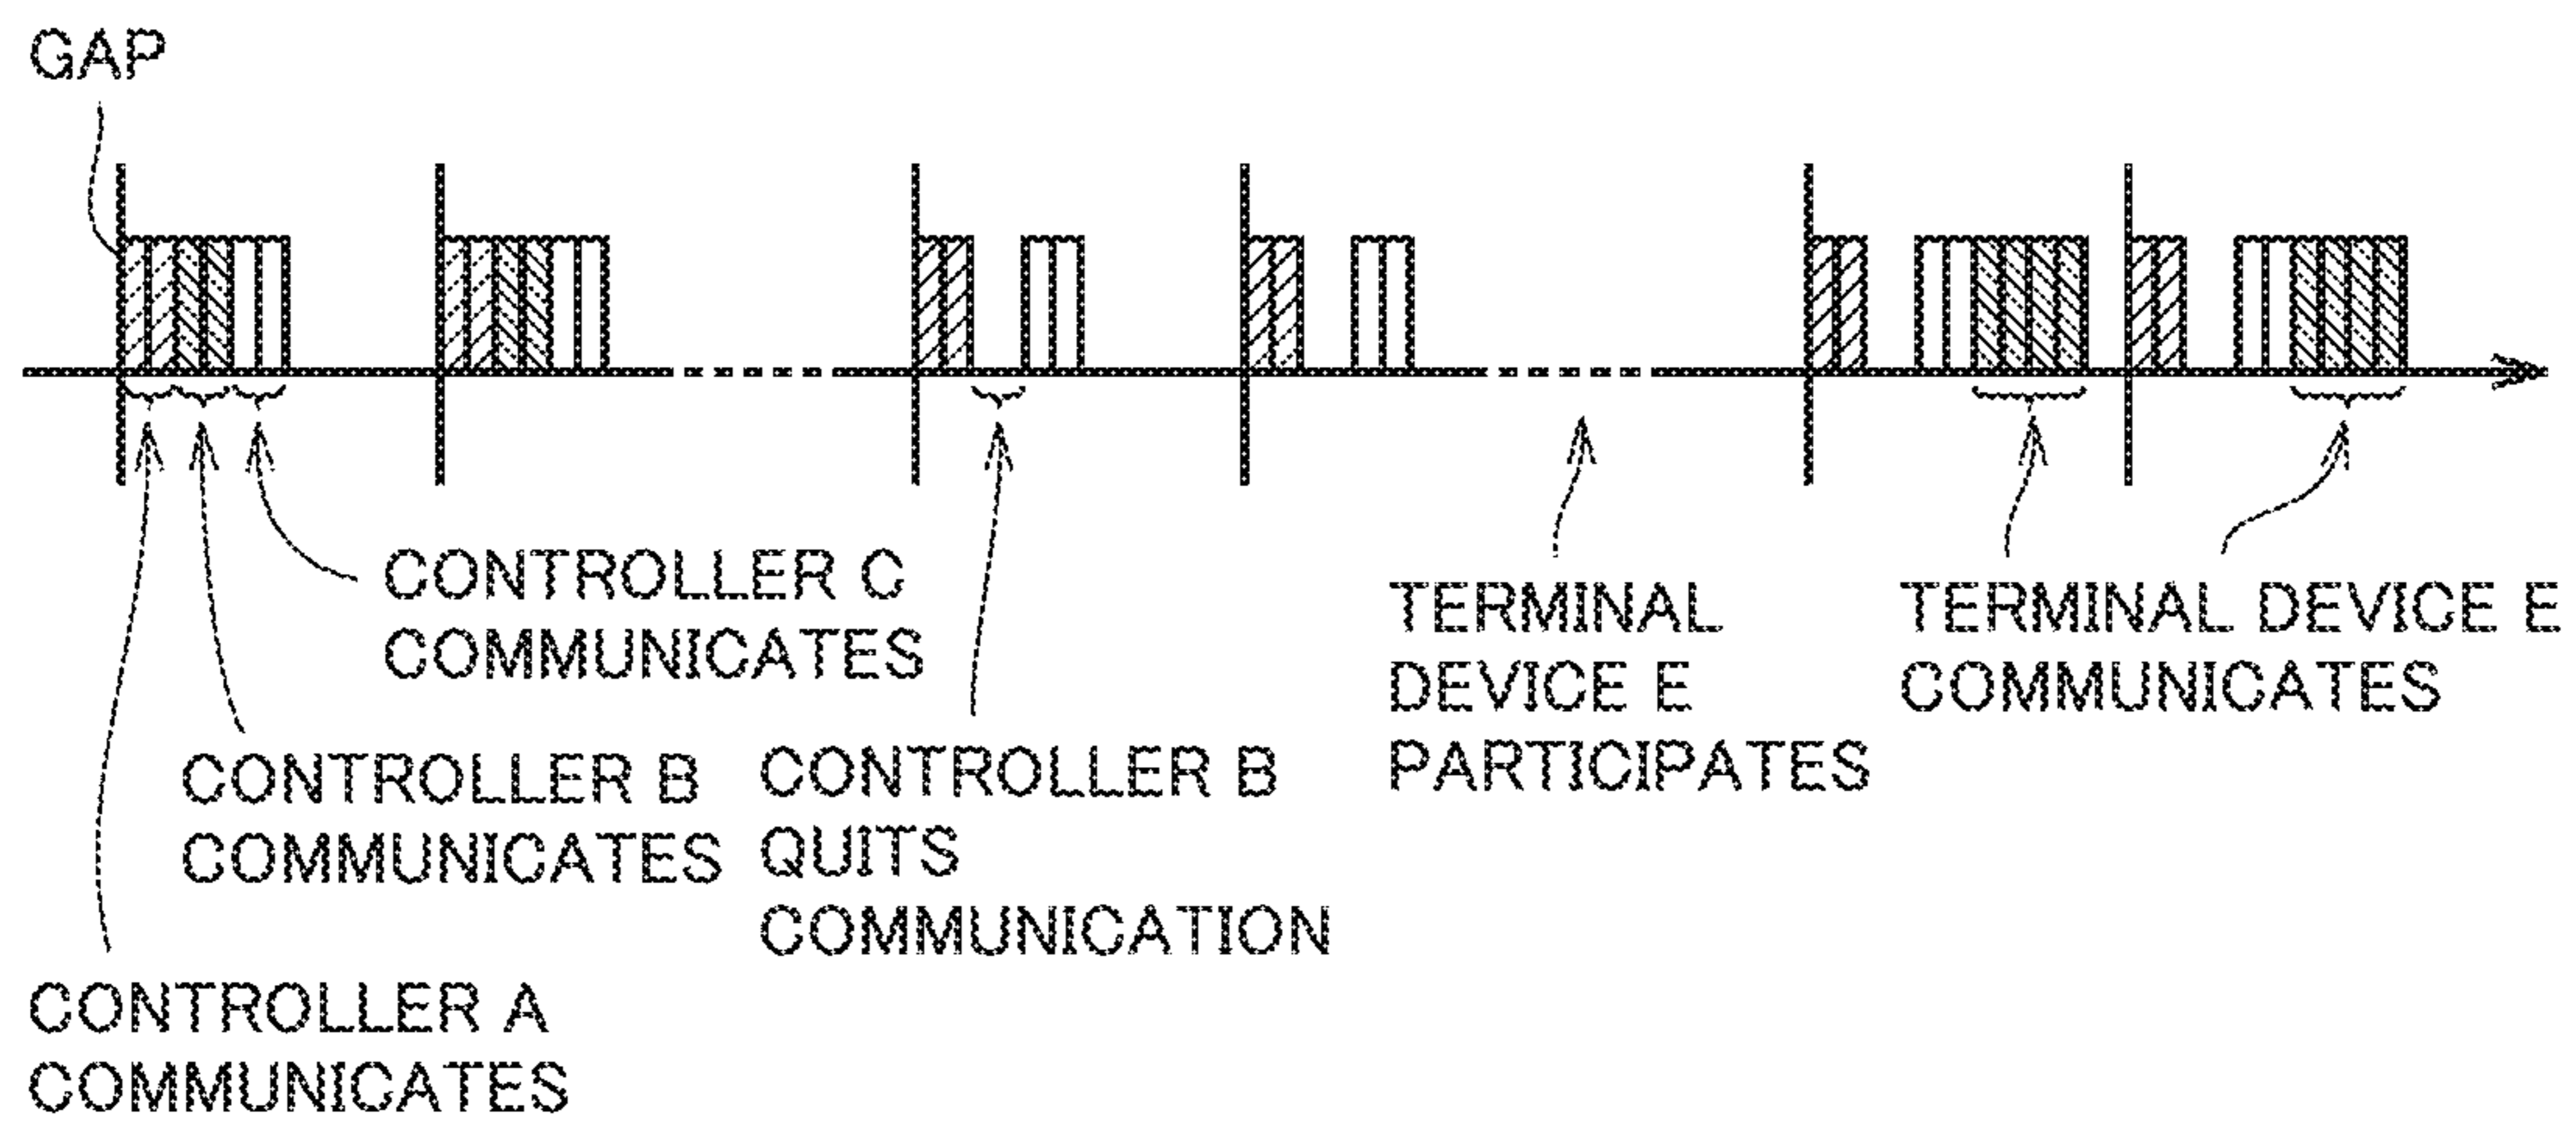 GAP
CONTROLLER C
COMMUNICATES
CONTROLLER B
COMMUNICATES
CONTROLLER A
COMMUNICATES
CONTROLLER B
QUITS
COMMUNICATION
TERMINAL
DEVICE E
PARTICIPATES
TERMINAL DEVICE E
COMMUNICATES